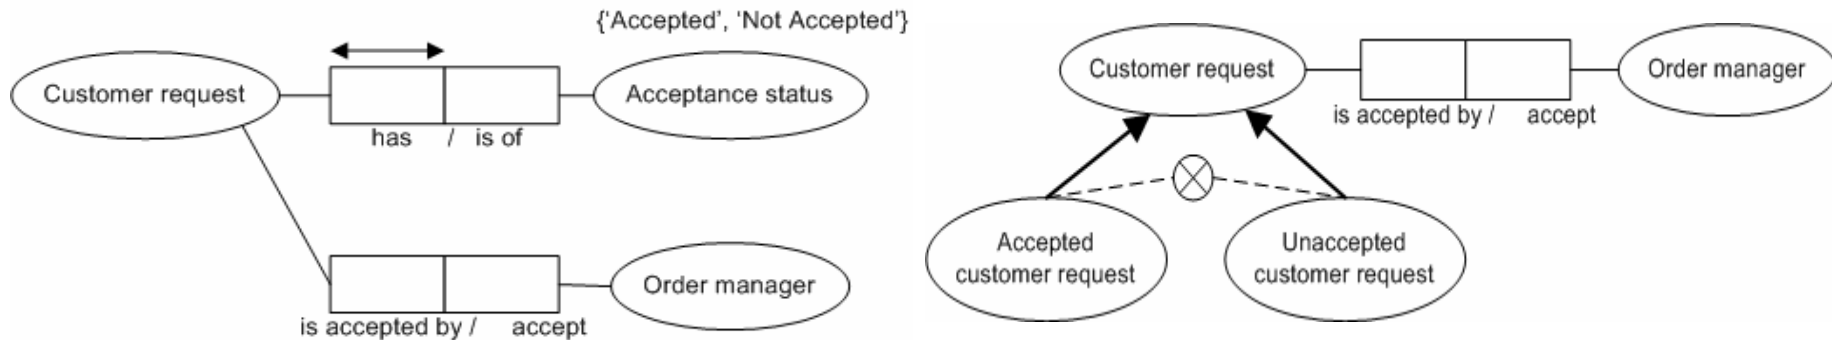 {‘Accepted’, ‘Not Accepted’}
Customer request
Acceptance status
has / is of
Order manager
is accepted by / accept
Customer request
Order manager
is accepted by / accept
Accepted
customer request
Unaccepted
customer request